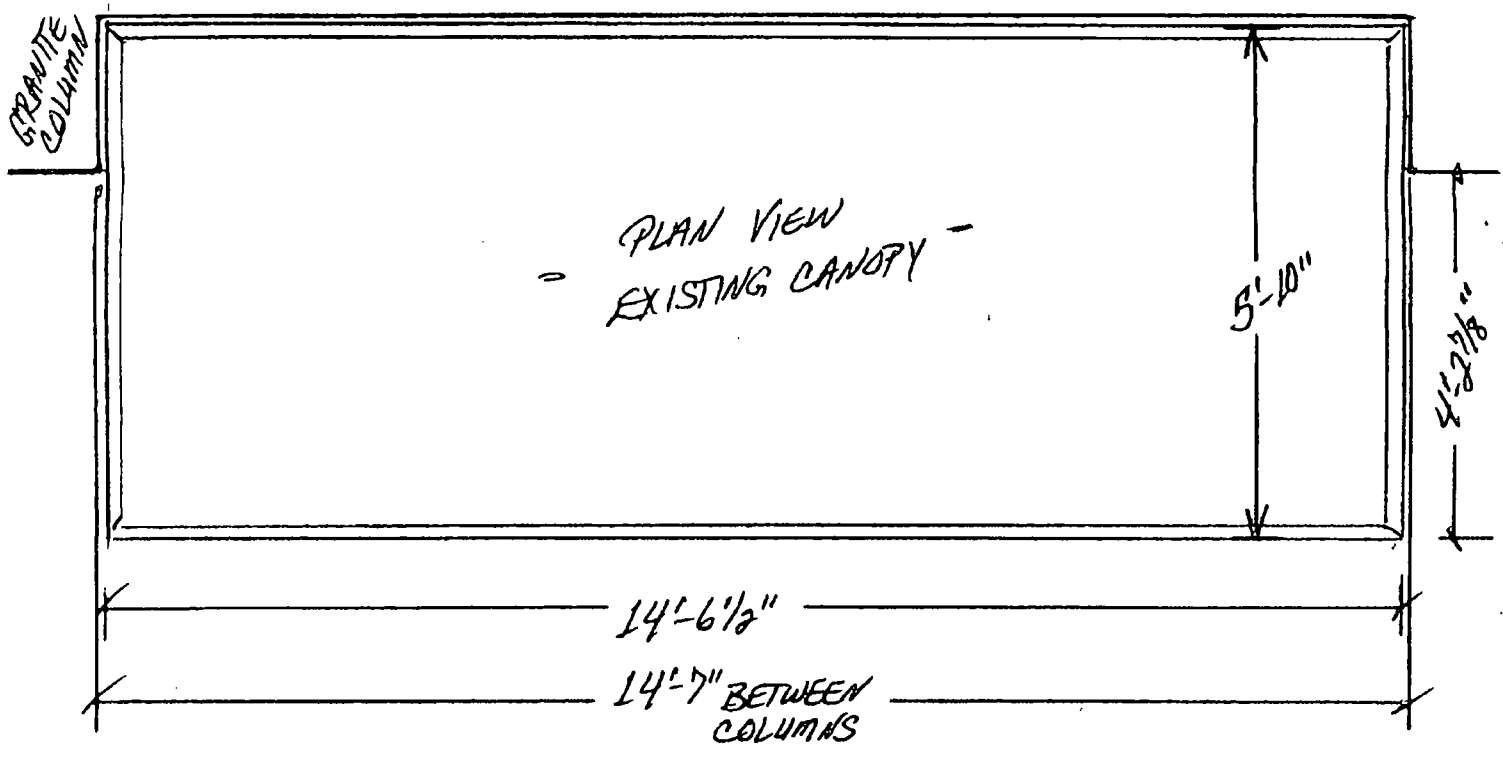 GRANITE
COLUMN
- PLAN VIEW -
EXISTING CANOPY
5'-10"
4'-2 7/8"
14'-6 1/2"
14'-7" BETWEEN
COLUMNS